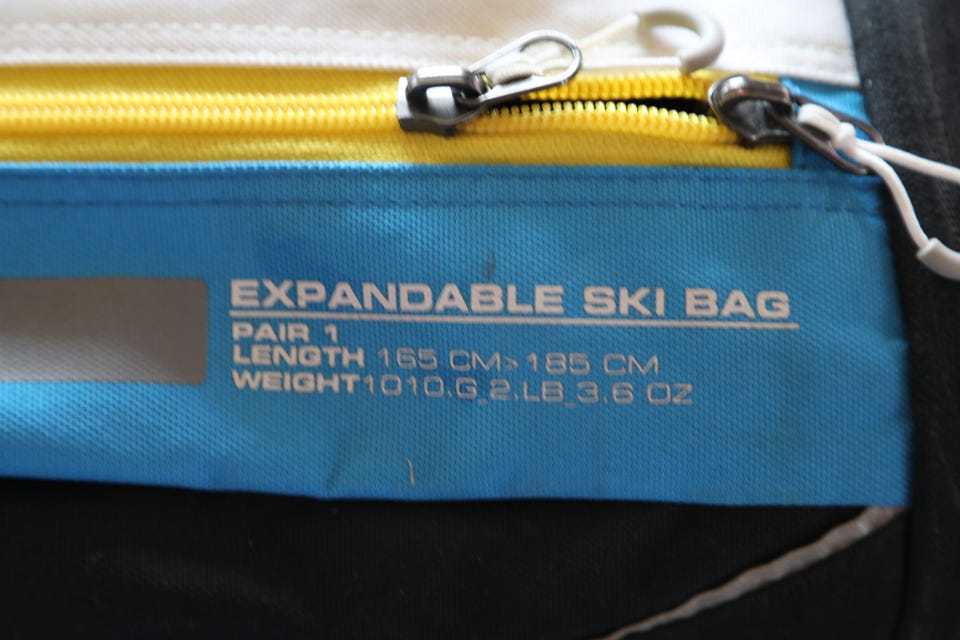 EXPANDABLE SKI BAG
PAIR 1
LENGTH 165 CM>185 CM
WEIGHT1010.G_2.LB_3.6 OZ